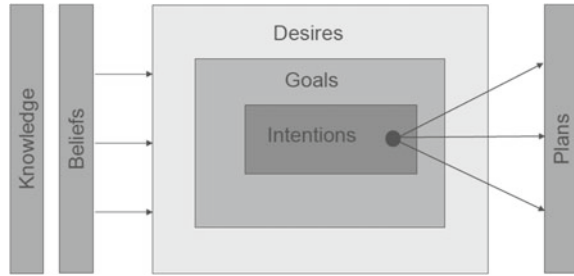 Knowledge
Beliefs
Desires
Goals
Intentions
Plans